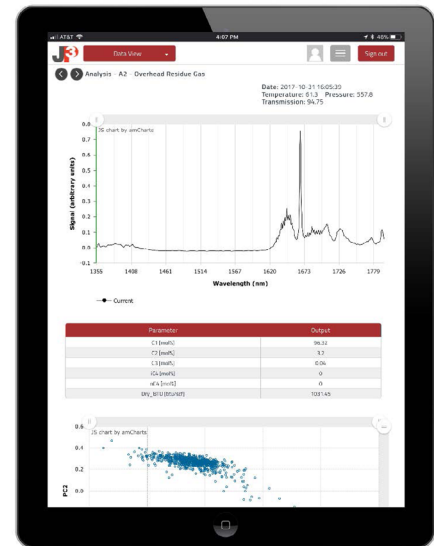 AT&T
4:07 PM
46%
J3
Data View
Sign out
Analysis - A2 - Overhead Residue Gas
Date: 2017-10-31 16:05:39
Temperature: 61.3 Pressure: 557.8
Transmission: 94.75
JS chart by amCharts
Signal (arbitrary units)
0.8
0.7
0.6
0.5
0.4
0.3
0.2
0.1
0.0
-0.1
1355 1408 1461 1514 1567 1620 1673 1726 1779
Wavelength (nm)
Current
Parameter Output
C1 [mol%] 96.32
C2 [mol%] 3.2
C3 [mol%] 0.04
iC4 [mol%] 0
nC4 [mol%] 0
Dry_BTU [btu/scf] 1031.45
JS chart by amCharts
PC2
0.6
0.4
0.2
0.0